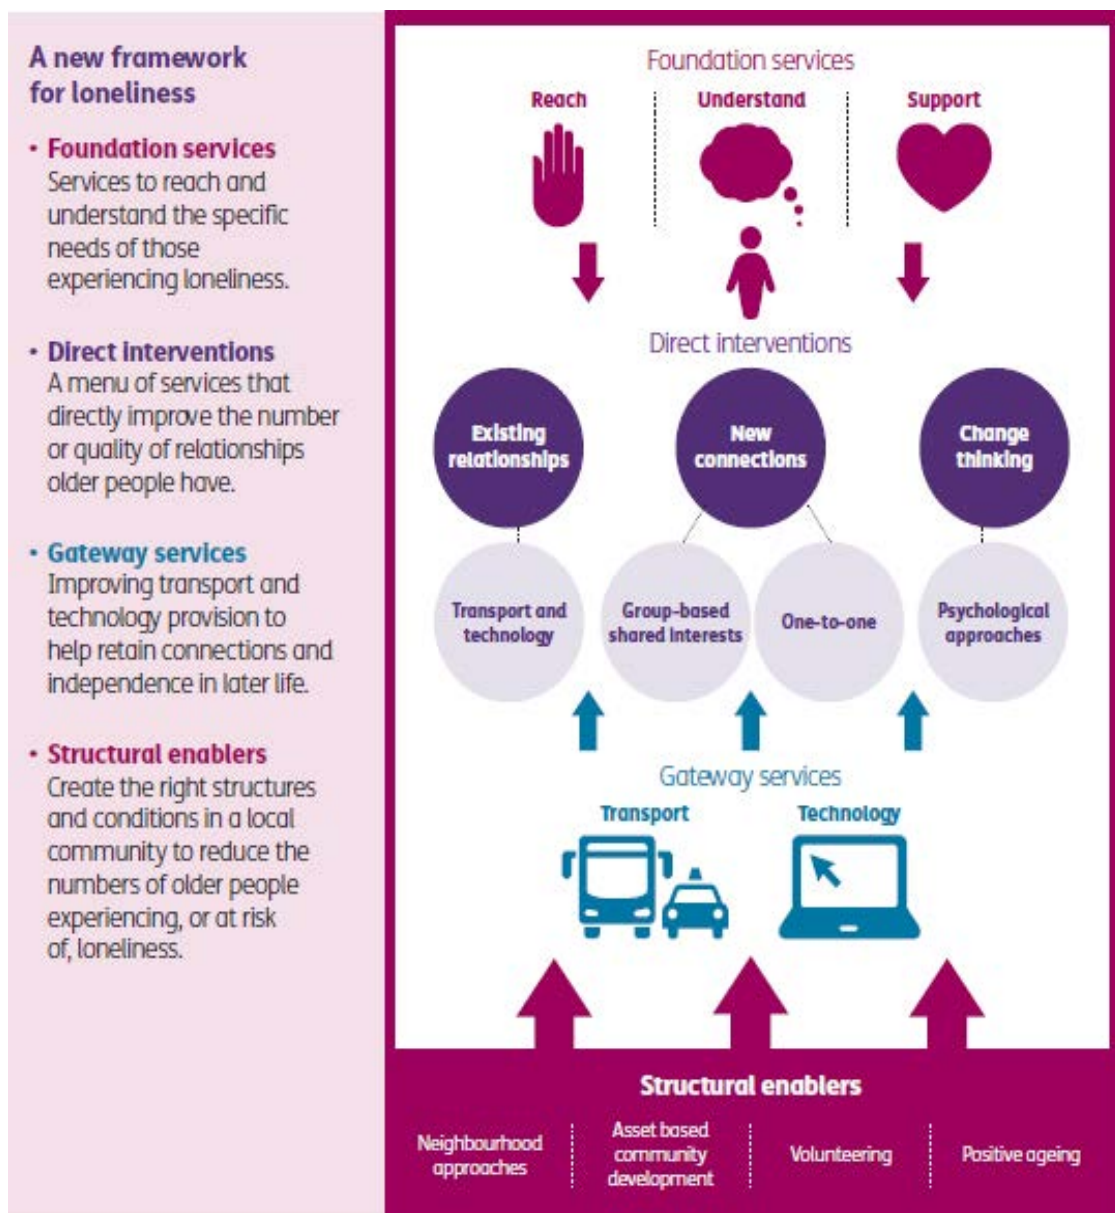 A new framework
for loneliness
• Foundation services
Services to reach and
understand the specific
needs of those
experiencing loneliness.
• Direct interventions
A menu of services that
directly improve the number
or quality of relationships
older people have.
• Gateway services
Improving transport and
technology provision to
help retain connections and
independence in later life.
• Structural enablers
Create the right structures
and conditions in a local
community to reduce the
numbers of older people
experiencing, or at risk
of, loneliness.
Foundation services
Reach
Understand
Support
Direct interventions
Existing
relationships
New
connections
Change
thinking
Transport and
technology
Group-based
shared interests
One-to-one
Psychological
approaches
Gateway services
Transport
Technology
Structural enablers
Neighbourhood
approaches
Asset based
community
development
Volunteering
Positive ageing